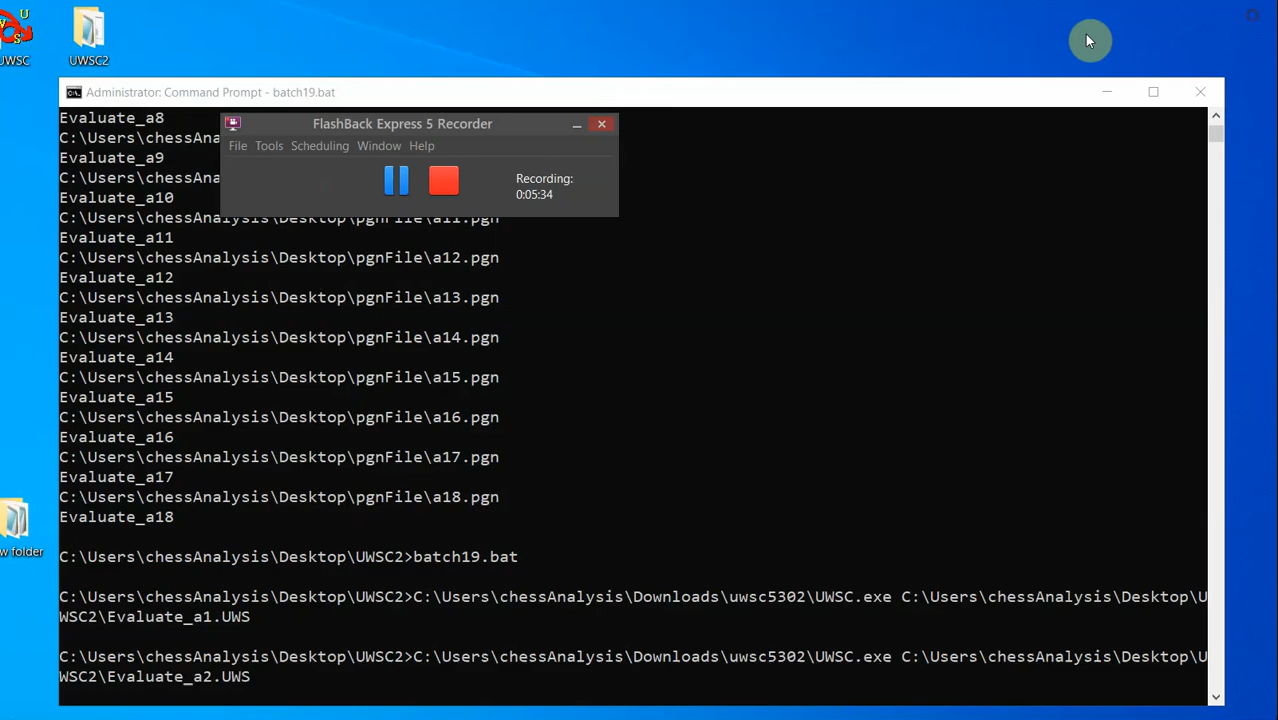 UWSC
UWSC2
Administrator: Command Prompt - batch19.bat
Evaluate_a8
C:\Users\chessAna
Evaluate_a9
C:\Users\chessAna
Evaluate_a10
C:\Users\chessAnalysis\Desktop\pgnFile\a11.pgn
FlashBack Express 5 Recorder
File Tools Scheduling Window Help
Recording:
0:05:34
Evaluate_a11
C:\Users\chessAnalysis\Desktop\pgnFile\a12.pgn
Evaluate_a12
C:\Users\chessAnalysis\Desktop\pgnFile\a13.pgn
Evaluate_a13
C:\Users\chessAnalysis\Desktop\pgnFile\a14.pgn
Evaluate_a14
C:\Users\chessAnalysis\Desktop\pgnFile\a15.pgn
Evaluate_a15
C:\Users\chessAnalysis\Desktop\pgnFile\a16.pgn
Evaluate_a16
C:\Users\chessAnalysis\Desktop\pgnFile\a17.pgn
Evaluate_a17
C:\Users\chessAnalysis\Desktop\pgnFile\a18.pgn
Evaluate_a18
w folder
C:\Users\chessAnalysis\Desktop\UWSC2>batch19.bat
C:\Users\chessAnalysis\Desktop\UWSC2>C:\Users\chessAnalysis\Downloads\uwsc5302\UWSC.exe C:\Users\chessAnalysis\Desktop\U
WSC2\Evaluate_a1.UWS
C:\Users\chessAnalysis\Desktop\UWSC2>C:\Users\chessAnalysis\Downloads\uwsc5302\UWSC.exe C:\Users\chessAnalysis\Desktop\U
WSC2\Evaluate_a2.UWS